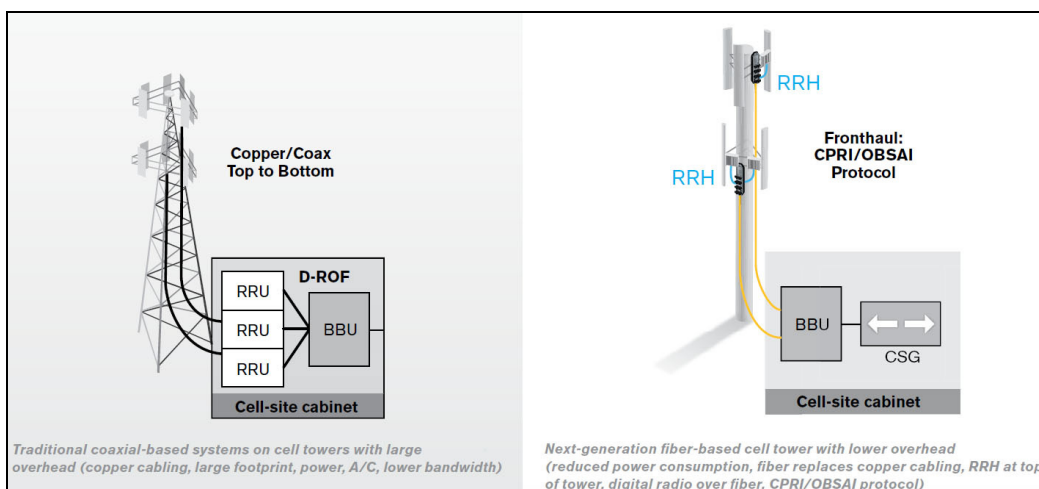 Copper/Coax
Top to Bottom
D-ROF
RRU
RRU
RRU
BBU
Cell-site cabinet
Traditional coaxial-based systems on cell towers with large
overhead (copper cabling, large footprint, power, A/C, lower bandwidth)
RRH
RRH
Fronthaul:
CPRI/OBSAI
Protocol
BBU
CSG
Cell-site cabinet
Next-generation fiber-based cell tower with lower overhead
(reduced power consumption, fiber replaces copper cabling, RRH at top
of tower, digital radio over fiber, CPRI/OBSAI protocol)